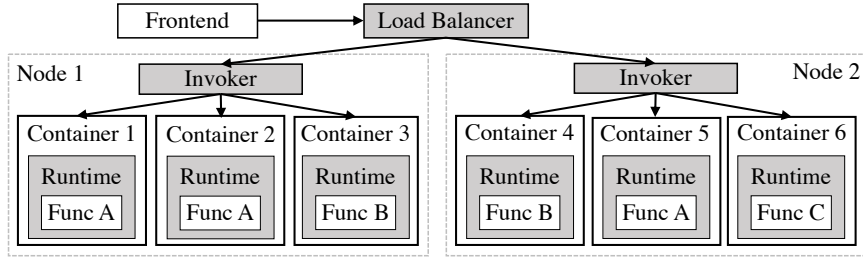 Frontend
Load Balancer
Node 1
Invoker
Invoker
Node 2
Container 1
Container 2
Container 3
Container 4
Container 5
Container 6
Runtime
Runtime
Runtime
Runtime
Runtime
Runtime
Func A
Func A
Func B
Func B
Func A
Func C